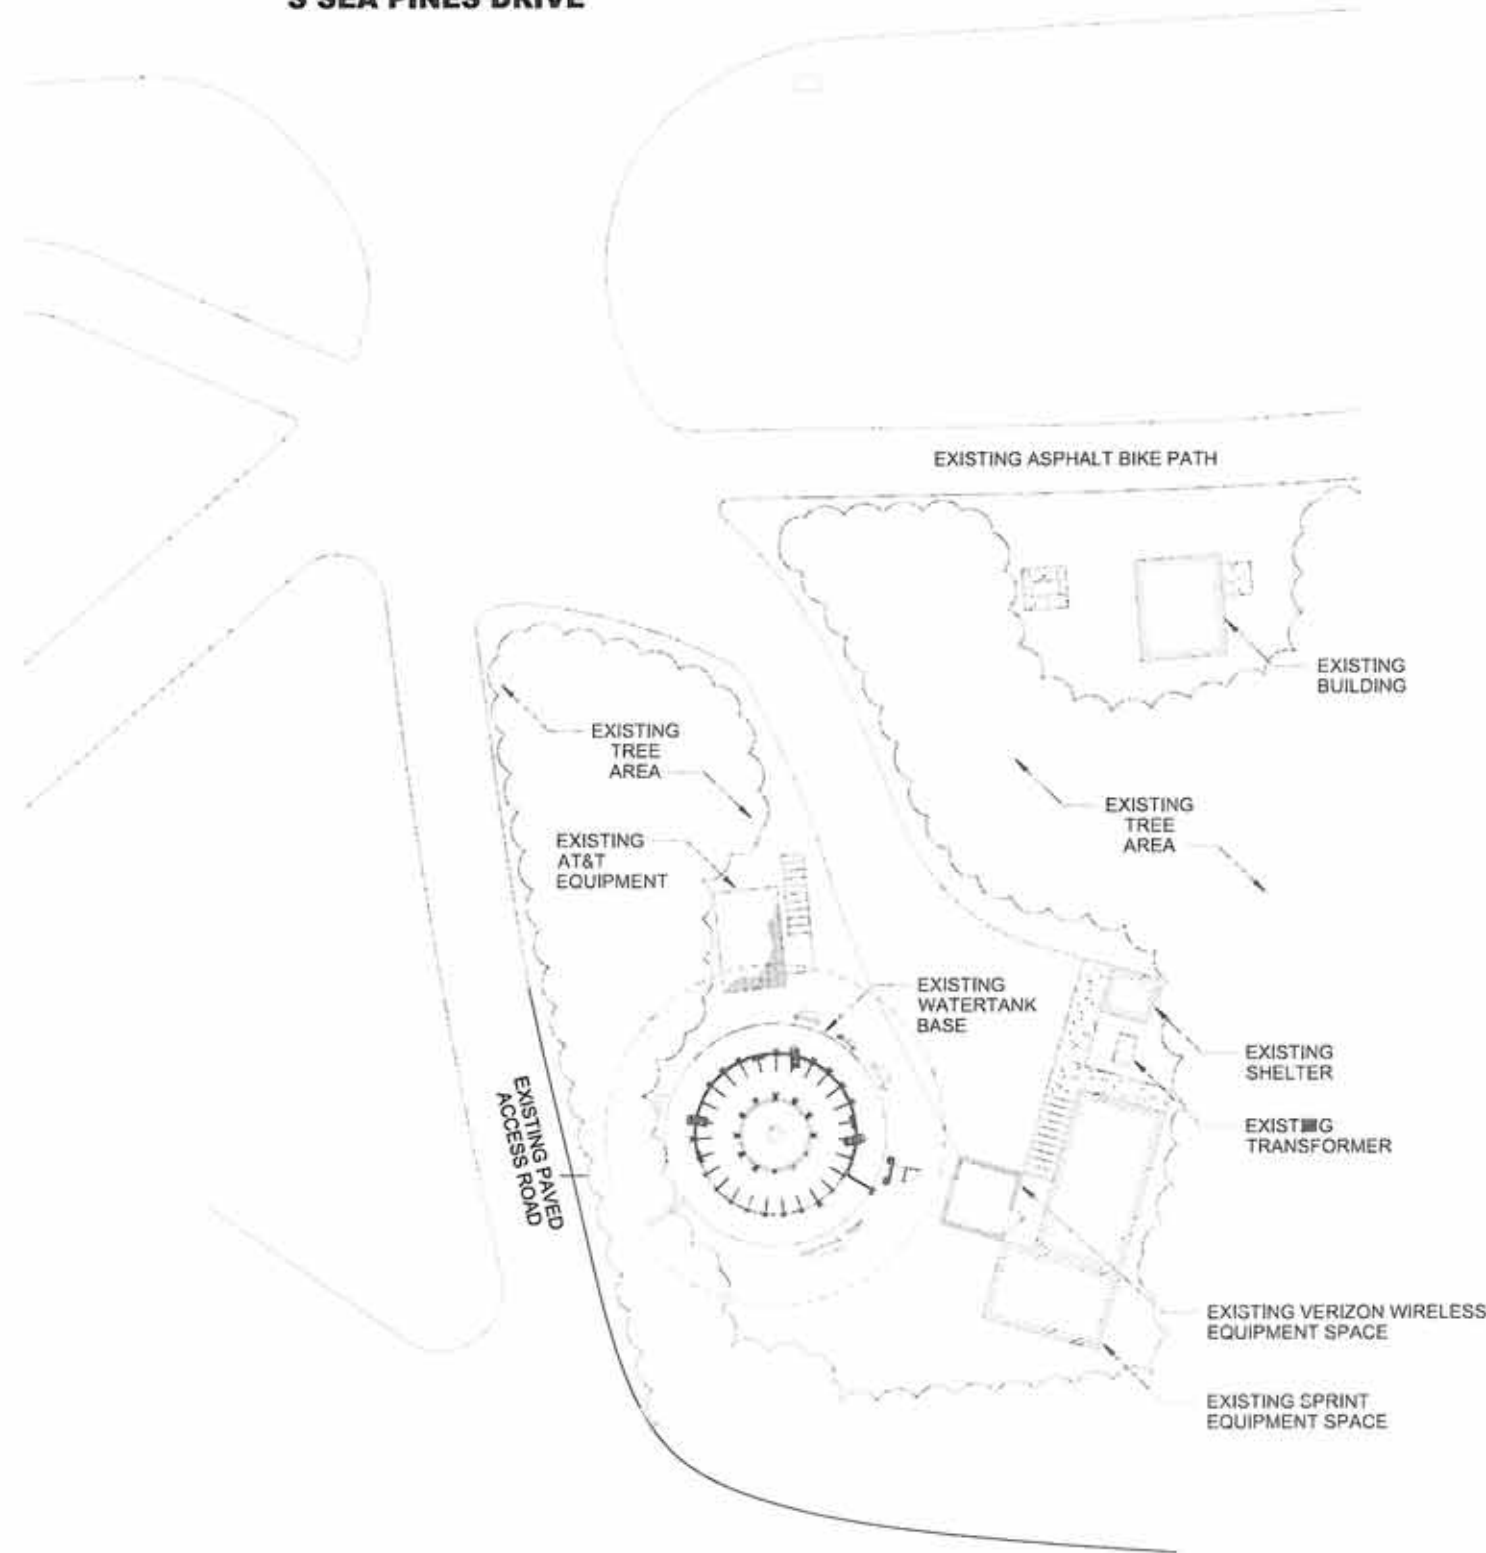 S SEA PINES DRIVE
EXISTING ASPHALT BIKE PATH
EXISTING
BUILDING
EXISTING
TREE
AREA
EXISTING
TREE
AREA
EXISTING
AT&T
EQUIPMENT
EXISTING
WATERTANK
BASE
EXISTING
SHELTER
EXISTING PAVED
ACCESS ROAD
TRANSFORMER
EXISTING VERIZON WIRELESS
EQUIPMENT SPACE
EXISTING SPRINT
EQUIPMENT SPACE